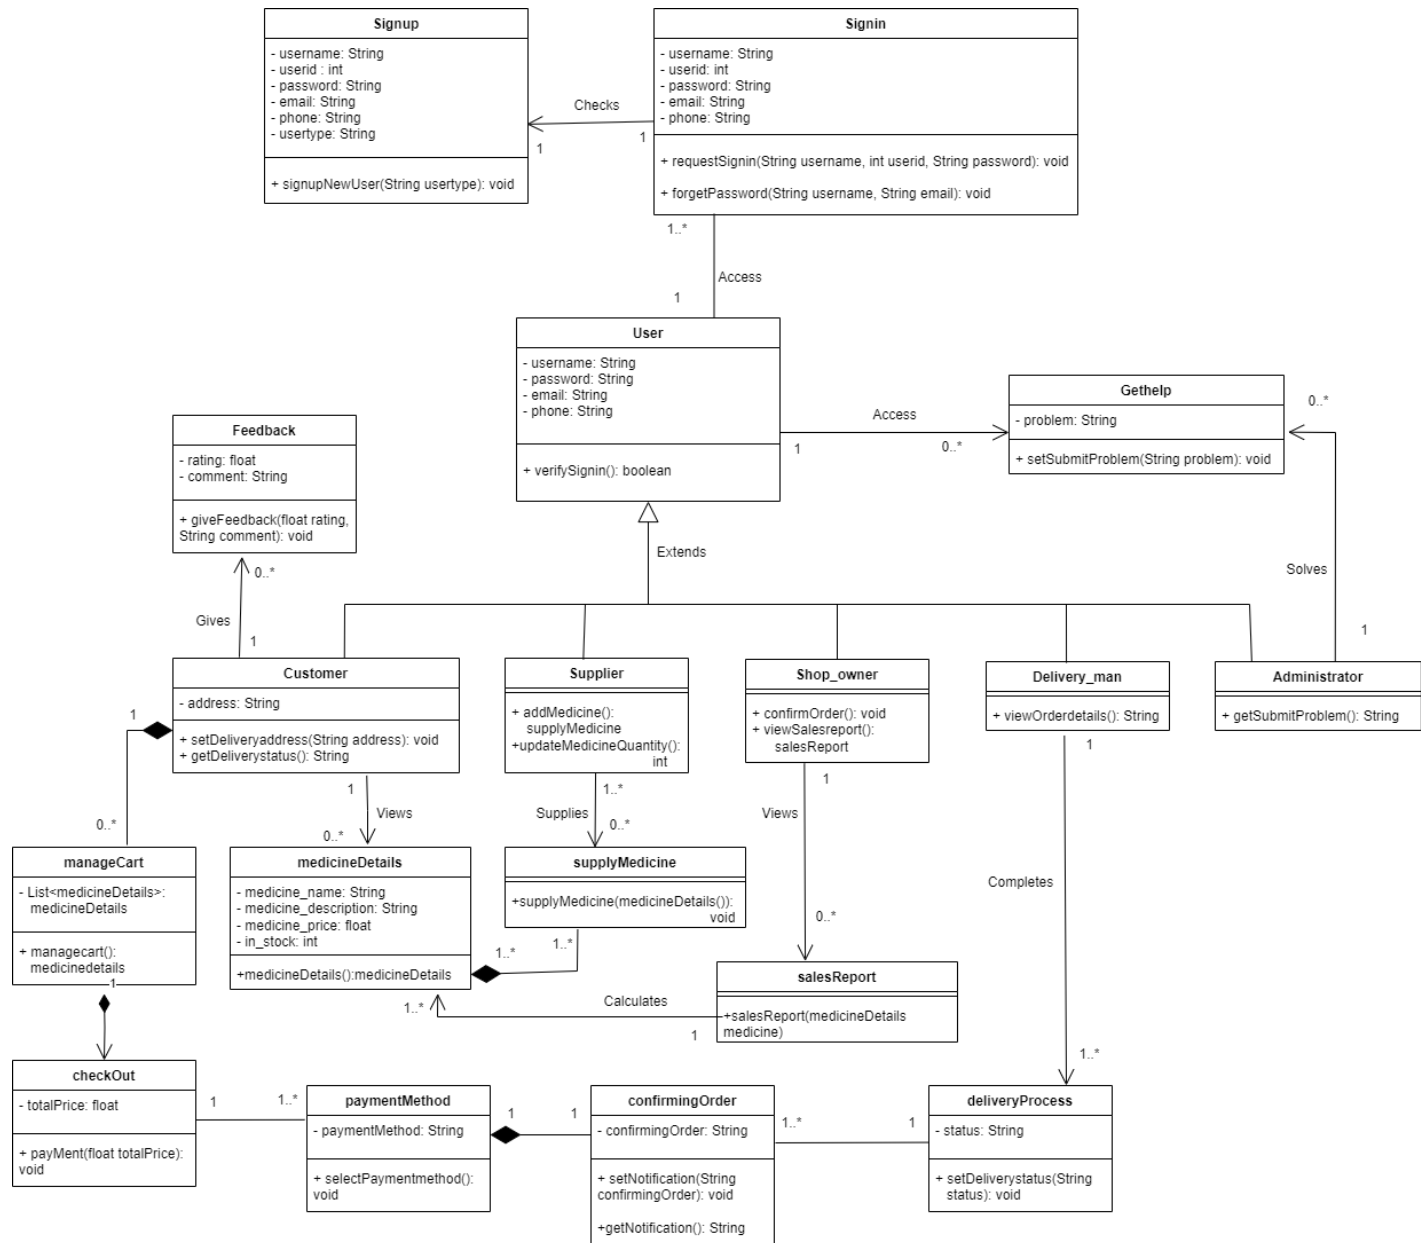 Signup
- username: String
- userid : int
- password: String
- email: String
- phone: String
- usertype: String
+ signupNewUser(String usertype): void
Checks
1
1
Signin
- username: String
- userid: int
- password: String
- email: String
- phone: String
+ requestSignin(String username, int userid, String password): void
+ forgetPassword(String username, String email): void
1..*
Access
1
User
- username: String
- password: String
- email: String
- phone: String
+ verifySignin(): boolean
Access
1
0..*
Gethelp
- problem: String
+ setSubmitProblem(String problem): void
0..*
Solves
1
Feedback
- rating: float
- comment: String
+ giveFeedback(float rating,
String comment): void
0..*
Gives
1
Extends
Customer
- address: String
+ setDeliveryaddress(String address): void
+ getDeliverystatus(): String
Supplier
+ addMedicine():
supplyMedicine
+updateMedicineQuantity():
int
Shop_owner
+ confirmOrder(): void
+ viewSalesreport():
salesReport
Delivery_man
+ viewOrderdetails(): String
Administrator
+ getSubmitProblem(): String
1
0..*
1
Views
0..*
1..*
Supplies
0..*
1
Views
0..*
1
Completes
1..*
manageCart
- List<medicineDetails>:
medicineDetails
+ managecart():
medicinedetails
1
medicineDetails
- medicine_name: String
- medicine_description: String
- medicine_price: float
- in_stock: int
+medicineDetails():medicineDetails
1..*
1..*
supplyMedicine
+supplyMedicine(medicineDetails()):
void
salesReport
+salesReport(medicineDetails
medicine)
1..*
Calculates
1
checkOut
- totalPrice: float
+ payMent(float totalPrice):
void
1
1..*
paymentMethod
- paymentMethod: String
+ selectPaymentmethod():
void
1
1
confirmingOrder
- confirmingOrder: String
+ setNotification(String
confirmingOrder): void
+getNotification(): String
1..*
1
deliveryProcess
- status: String
+ setDeliverystatus(String
status): void